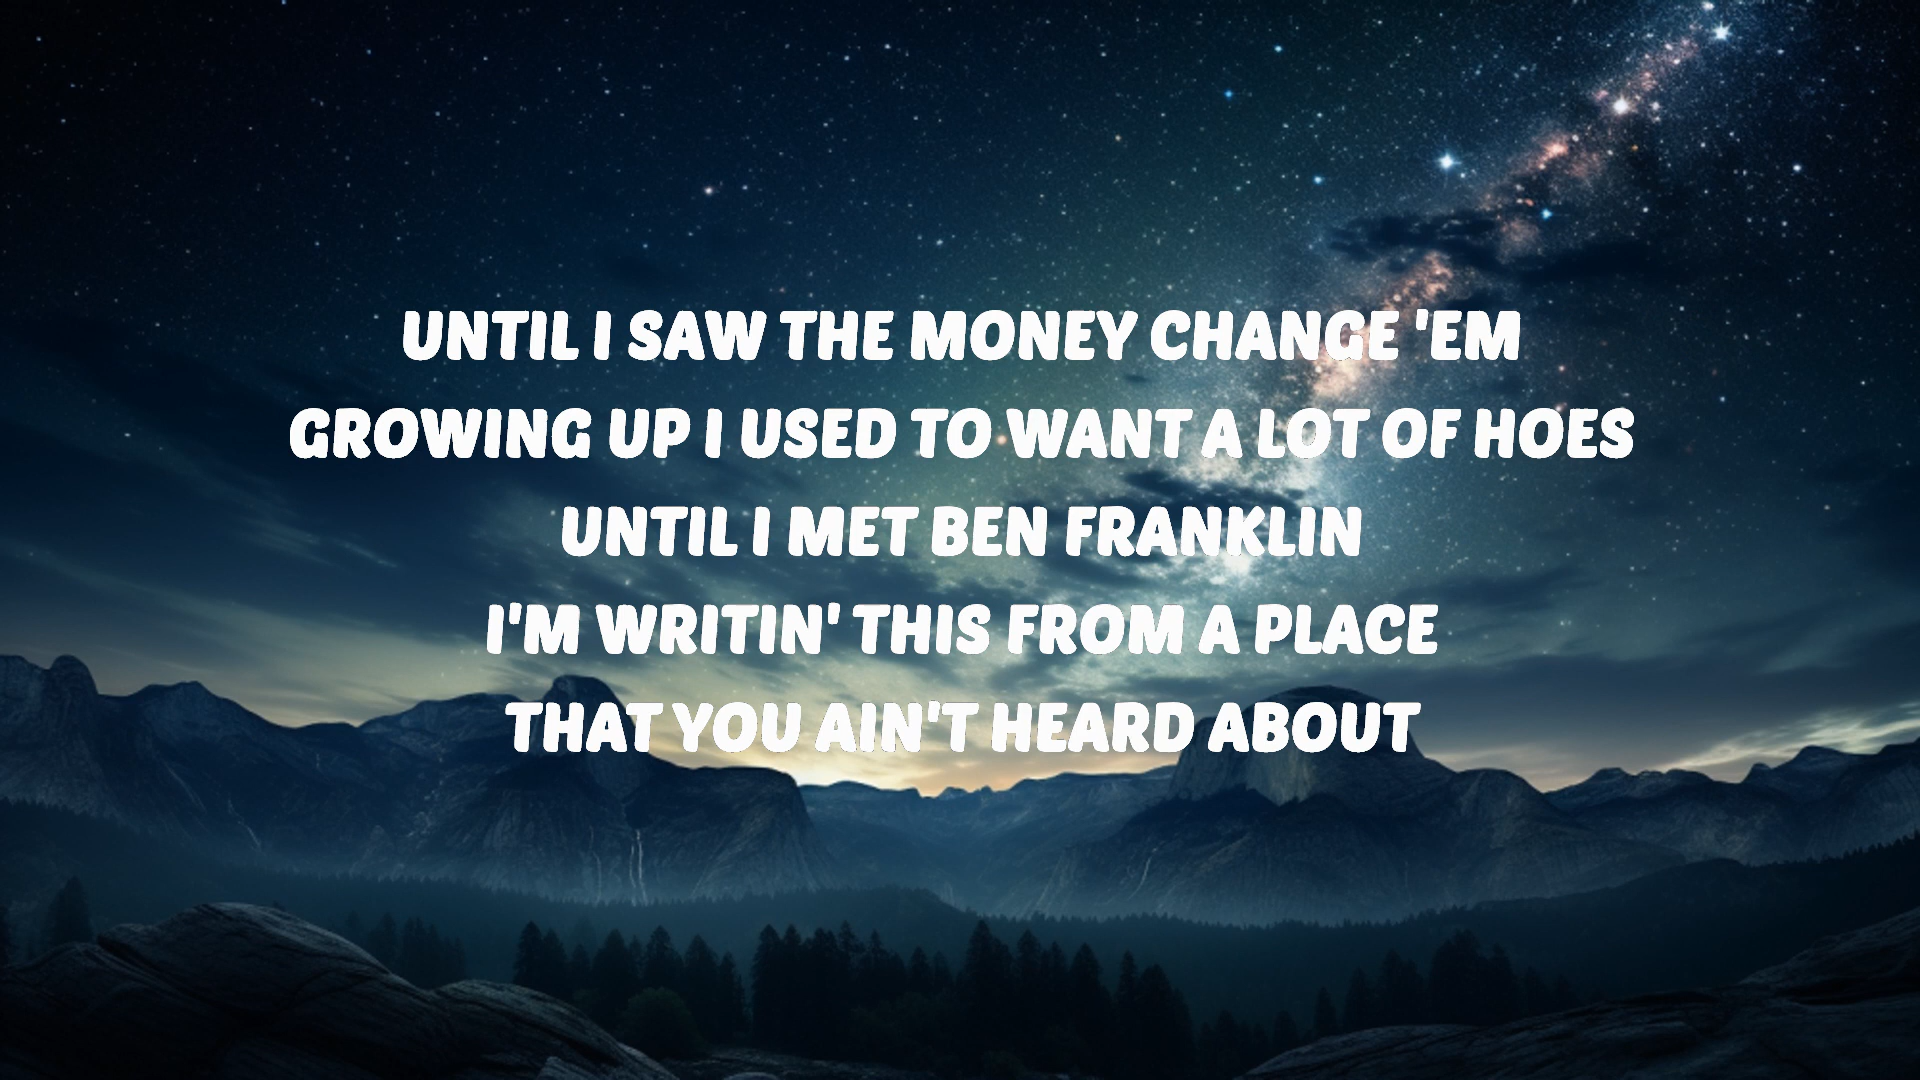 UNTIL I SAW THE MONEY CHANGE 'EM
GROWING UP I USED TO WANT A LOT OF HOES
UNTIL I MET BEN FRANKLIN
I'M WRITIN' THIS FROM A PLACE
THAT YOU AIN'T HEARD ABOUT